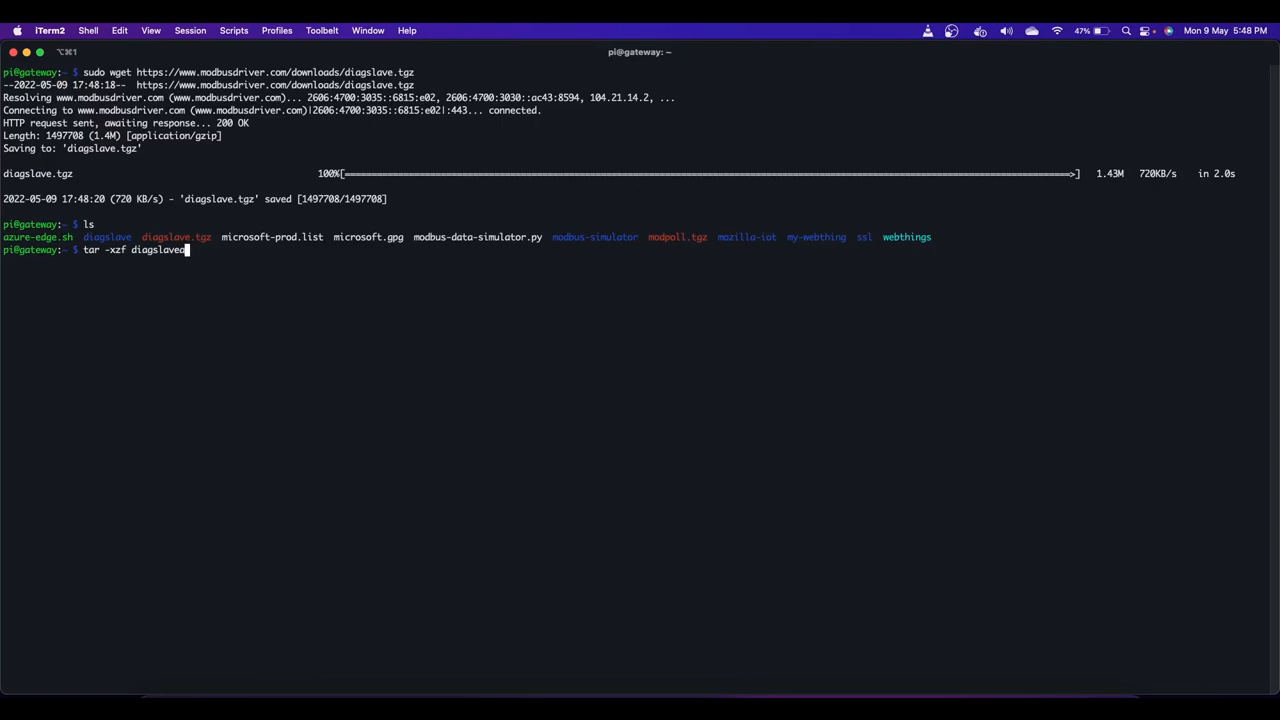 iTerm2 Shell Edit View Session Scripts Profiles Toolbelt Window Help 47% Mon 9 May 5:48 PM
⌥⌘1 pi@gateway: ~
pi@gateway:~ $ sudo wget https://www.modbusdriver.com/downloads/diagslave.tgz
--2022-05-09 17:48:18-- https://www.modbusdriver.com/downloads/diagslave.tgz
Resolving www.modbusdriver.com (www.modbusdriver.com)... 2606:4700:3035::6815:e02, 2606:4700:3030::ac43:8594, 104.21.14.2, ...
Connecting to www.modbusdriver.com (www.modbusdriver.com)|2606:4700:3035::6815:e02|:443... connected.
HTTP request sent, awaiting response... 200 OK
Length: 1497708 (1.4M) [application/gzip]
Saving to: 'diagslave.tgz'
diagslave.tgz 100%[===================================================>] 1.43M 720KB/s in 2.0s
2022-05-09 17:48:20 (720 KB/s) - 'diagslave.tgz' saved [1497708/1497708]
pi@gateway:~ $ ls
azure-edge.sh diagslave diagslave.tgz microsoft-prod.list microsoft.gpg modbus-data-simulator.py modbus-simulator modpoll.tgz mozilla-iot my-webthing ssl webthings
pi@gateway:~ $ tar -xzf diagslave